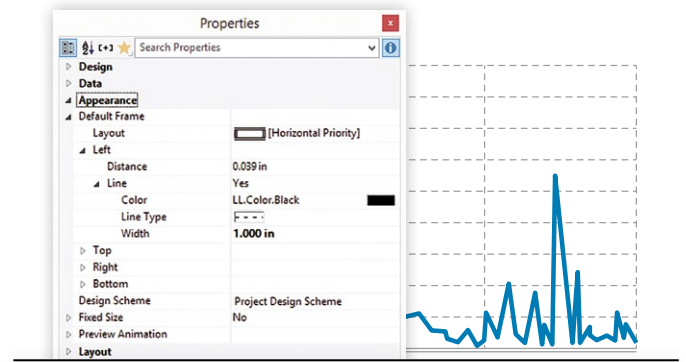 Properties
x
A Z [+] Search Properties
Design
Data
Appearance
Default Frame
Layout [Horizontal Priority]
Left
Distance 0.039 in
Line Yes
Color LL.Color.Black
Line Type
Width 1.000 in
Top
Right
Bottom
Design Scheme Project Design Scheme
Fixed Size No
Preview Animation
Layout